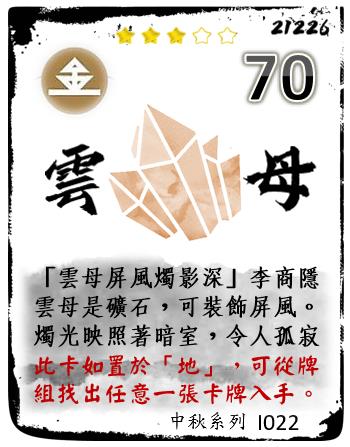 21226
金
70
雲母
「雲母屏風燭影深」李商隱
雲母是礦石，可裝飾屏風。
燭光映照著暗室，令人孤寂
此卡如置於「地」，可從牌
組找出任意一張卡牌入手。
中秋系列 1022